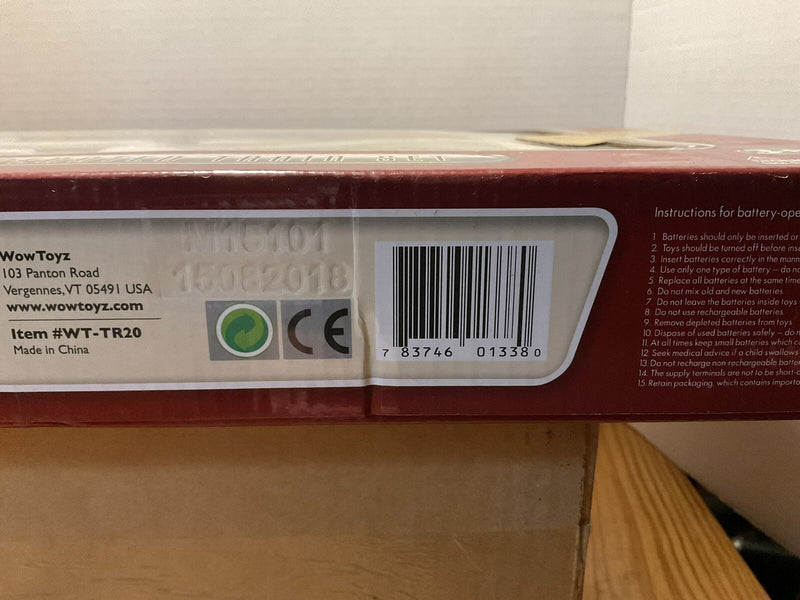 TRAIN SET
M15101
15082018
WowToyz
103 Panton Road
Vergennes,VT 05491 USA
www.wowtoyz.com
Item #WT-TR20
Made in China
CE
7 83746 01338 0
Instructions for battery-ope
1 Batteries should only be inserted or
2. Toys should be turned off before ins
3. Insert batteries correctly in the mann
4 Use only one type of battery – do no
5. Replace all batteries at the same time
6 Do not mix old and new batteries
7 Do not leave the batteries inside toys
8 Do not use rechargeable batteries
9. Remove depleted batteries from toys
10. Dispose of used batteries safely – do n
11. At all times keep small batteries which c
12 Seek medical advice if a child swallows
13. Do not recharge non rechargeable batter
14. The supply terminals are not to be short-c
15 Retain packaging, which contains importa